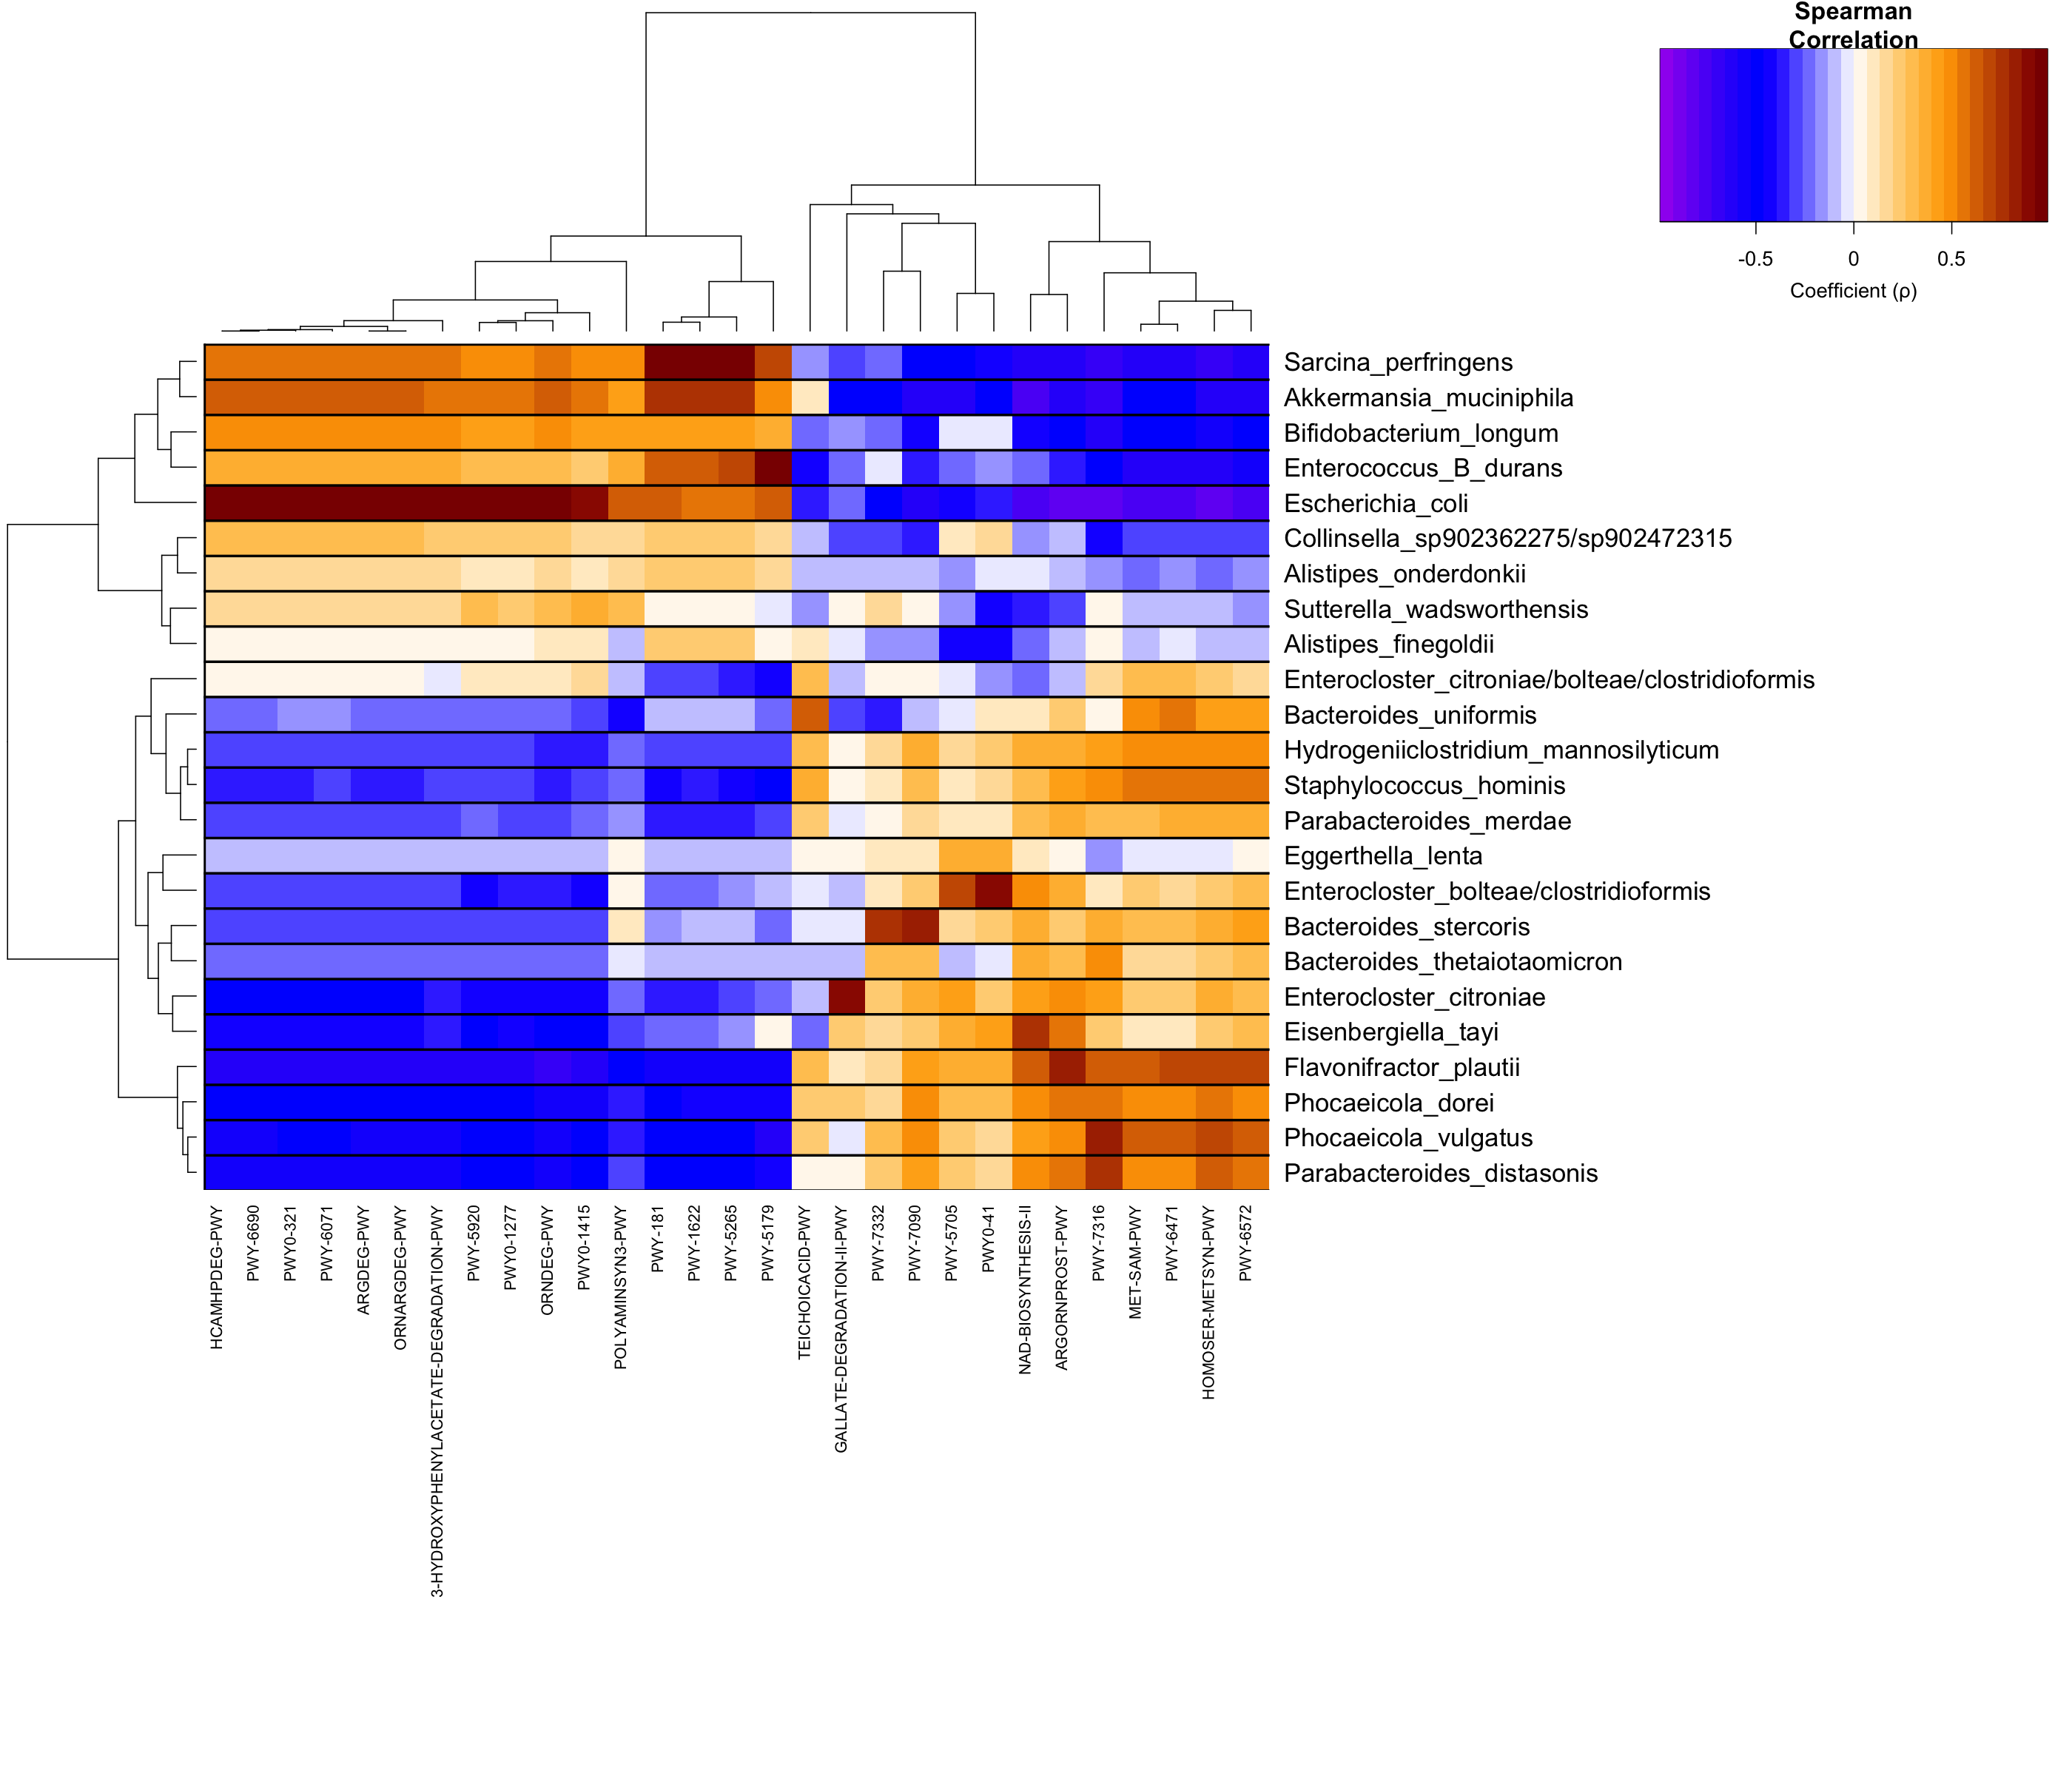 Spearman
Correlation
-0.5
0
0.5
Coefficient (ρ)
Sarcina_perfringens
Akkermansia_muciniphila
Bifidobacterium_longum
Enterococcus_B_durans
Escherichia_coli
Collinsella_sp902362275/sp902472315
Alistipes_onderdonkii
Sutterella_wadsworthensis
Alistipes_finegoldii
Enterocloster_citroniae/bolteae/clostridioformis
Bacteroides_uniformis
Hydrogeniiclostridium_mannosilyticum
Staphylococcus_hominis
Parabacteroides_merdae
Eggerthella_lenta
Enterocloster_bolteae/clostridioformis
Bacteroides_stercoris
Bacteroides_thetaiotaomicron
Enterocloster_citroniae
Eisenbergiella_tayi
Flavonifractor_plautii
Phocaeicola_dorei
Phocaeicola_vulgatus
Parabacteroides_distasonis
HCAMHPDEG-PWY
PWY-6690
PWY0-321
PWY-6071
ARGDEG-PWY
ORNARGDEG-PWY
3-HYDROXYPHENYLACETATE-DEGRADATION-PWY
PWY-5920
PWY0-1277
ORNDEG-PWY
PWY0-1415
POLYAMINSYN3-PWY
PWY-181
PWY-1622
PWY-5265
PWY-5179
TEICHOICACID-PWY
GALLATE-DEGRADATION-II-PWY
PWY-7332
PWY-7090
PWY-5705
PWY0-41
NAD-BIOSYNTHESIS-II
ARGORNPROST-PWY
PWY-7316
MET-SAM-PWY
PWY-6471
HOMOSER-METSYN-PWY
PWY-6572